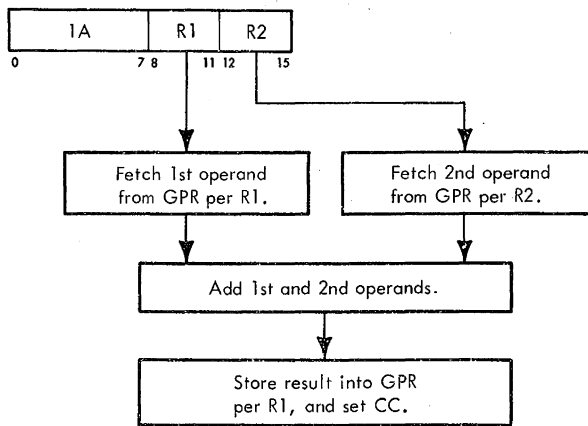 1A R1 R2
0 7 8 11 12 15
Fetch 1st operand
from GPR per R1.
Fetch 2nd operand
from GPR per R2.
Add 1st and 2nd operands.
Store result into GPR
per R1, and set CC.